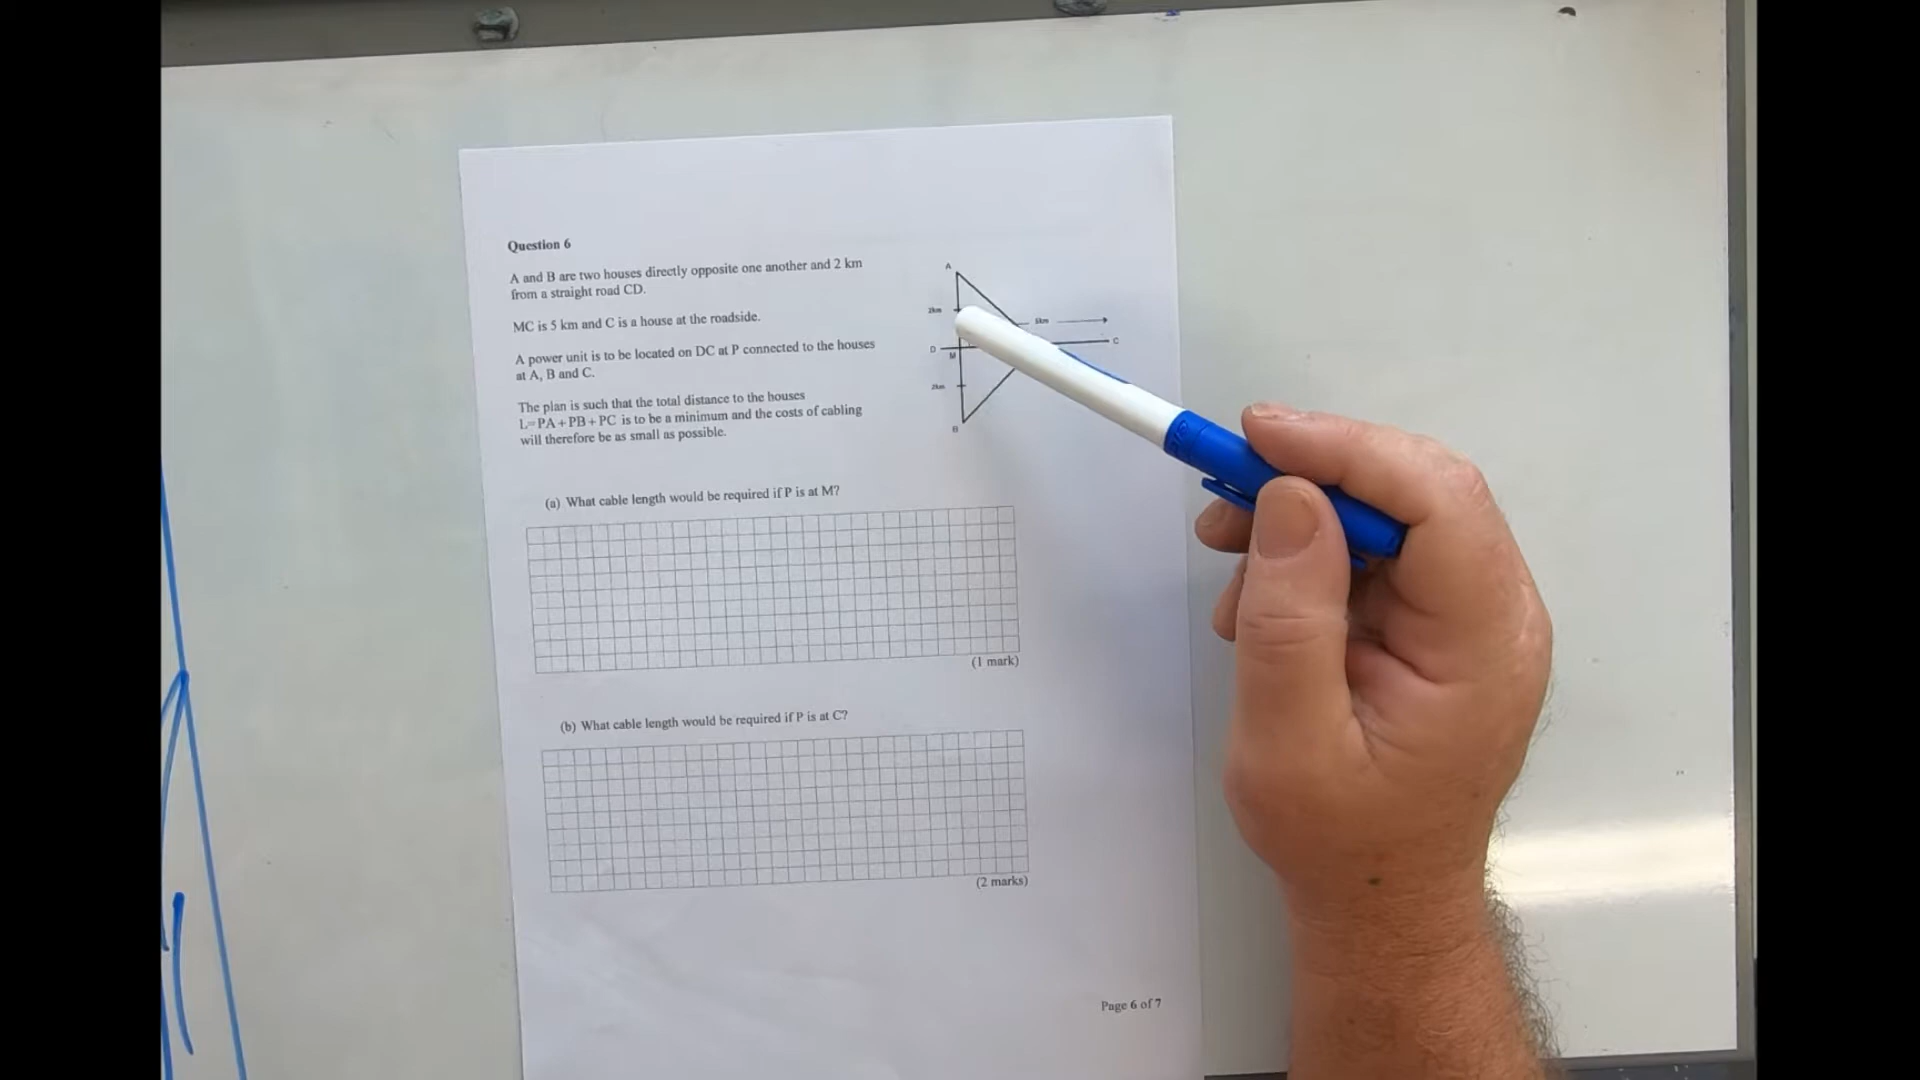 Question 6
A and B are two houses directly opposite one another and 2 km
from a straight road CD.
MC is 5 km and C is a house at the roadside.
A power unit is to be located on DC at P connected to the houses
at A, B and C.
The plan is such that the total distance to the houses
L=PA+PB+PC is to be a minimum and the costs of cabling
will therefore be as small as possible.
A
2km
5km
D
M
C
2km
B
(a) What cable length would be required if P is at M?
(1 mark)
(b) What cable length would be required if P is at C?
(2 marks)
Page 6 of 7